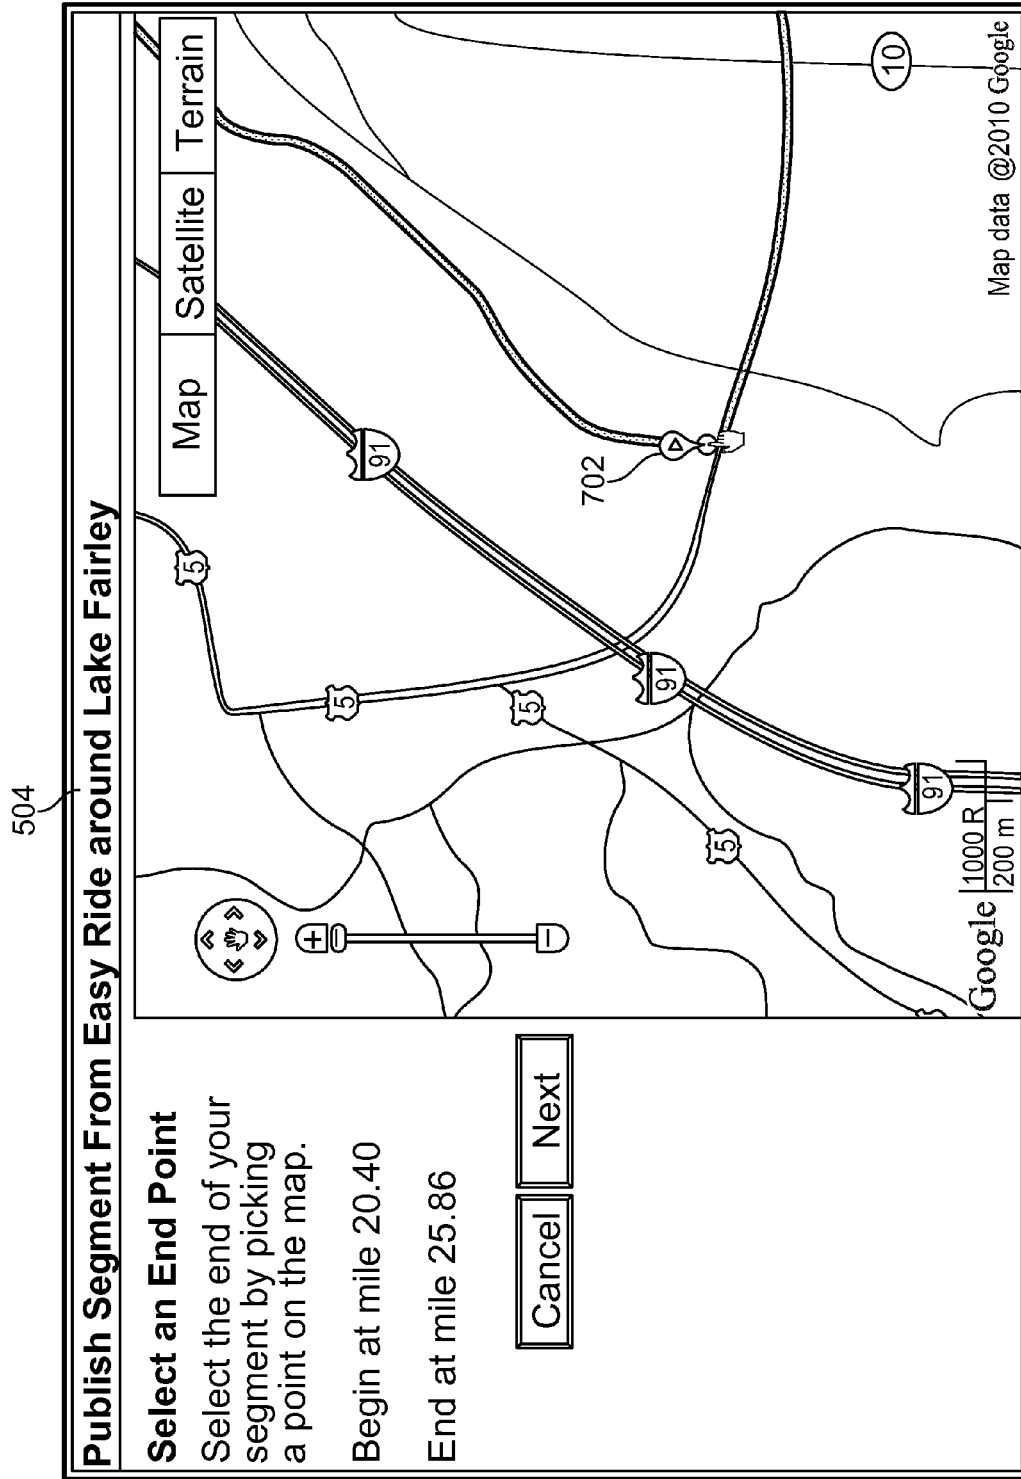 504
Publish Segment From Easy Ride around Lake Fairley
Select an End Point
Select the end of your
segment by picking
a point on the map.
Begin at mile 20.40
End at mile 25.86
Cancel
Next
Map
Satellite
Terrain
5
91
5
702
5
91
10
5
91
Google
1000 R
200 m
Map data @2010 Google